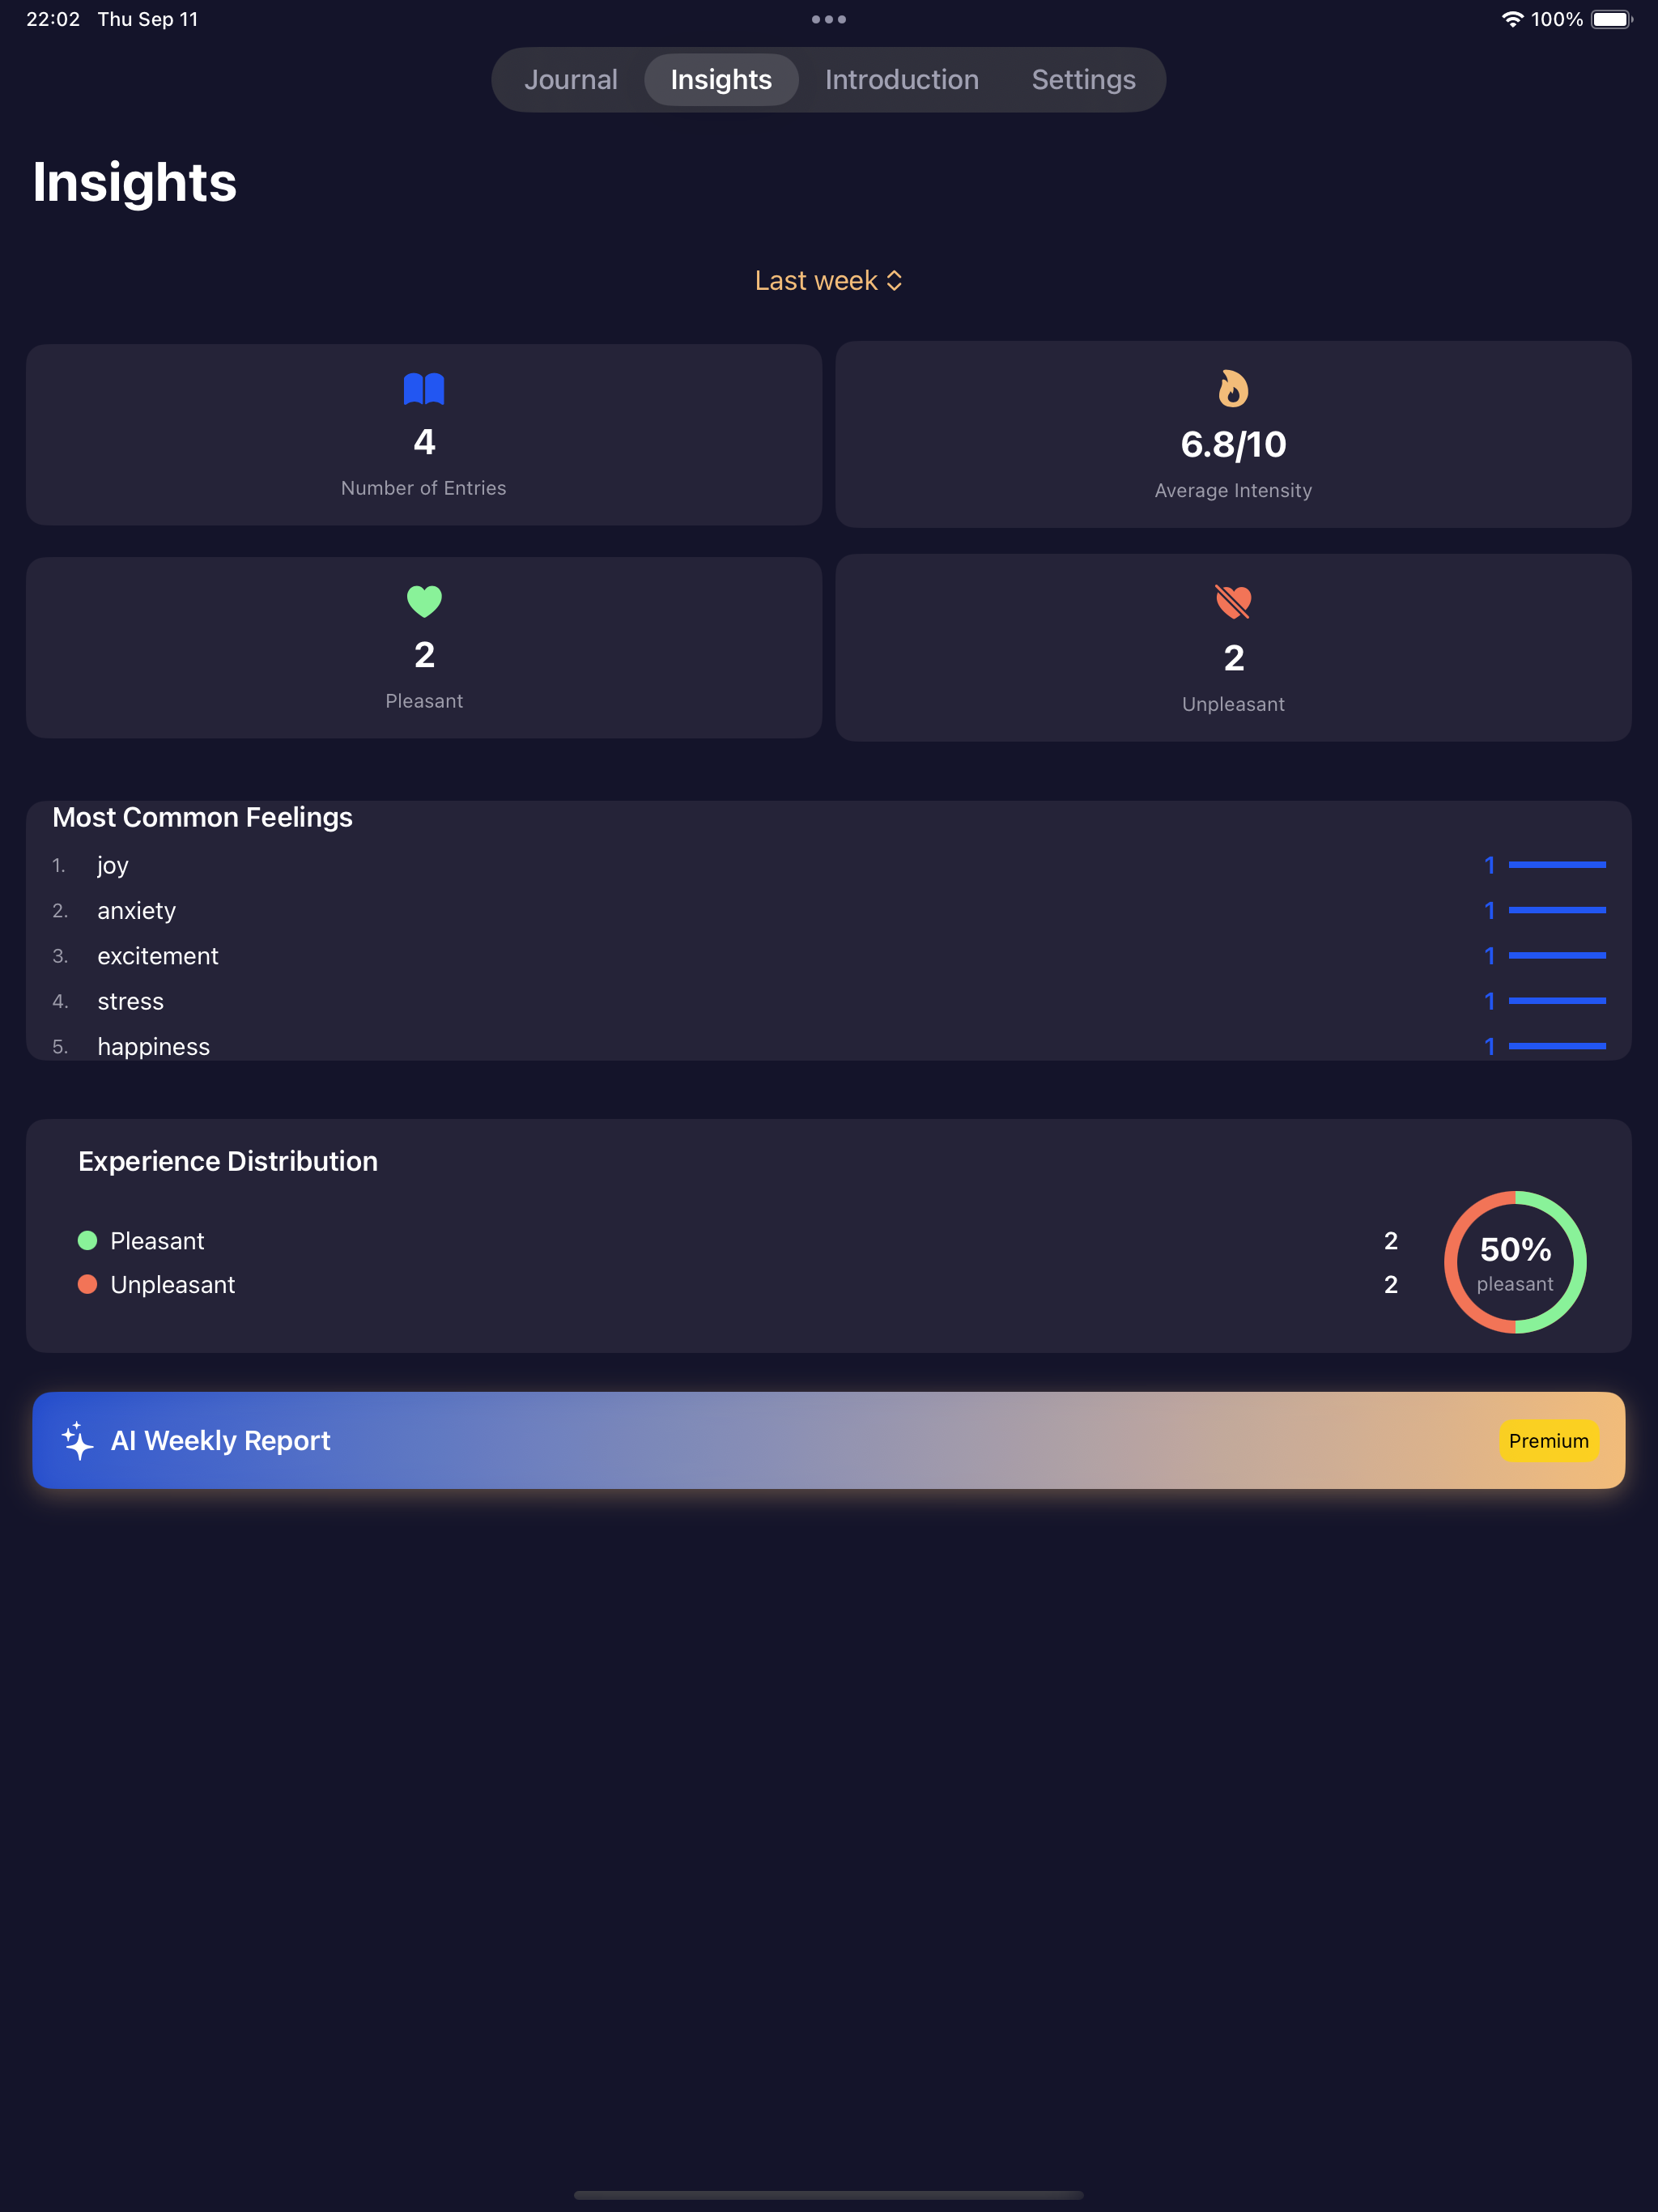 22:02 Thu Sep 11
100%
Journal Insights Introduction Settings
Insights
Last week
4
Number of Entries
6.8/10
Average Intensity
2
Pleasant
2
Unpleasant
Most Common Feelings
1. joy 1
2. anxiety 1
3. excitement 1
4. stress 1
5. happiness 1
Experience Distribution
Pleasant 2
Unpleasant 2
50%
pleasant
AI Weekly Report Premium